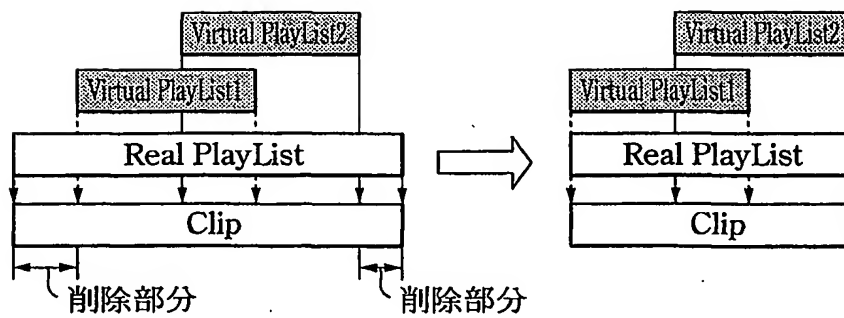 Virtual PlayList2
Virtual PlayList1
Real PlayList
Clip
削除部分
削除部分
Virtual PlayList2
Virtual PlayList1
Real PlayList
Clip